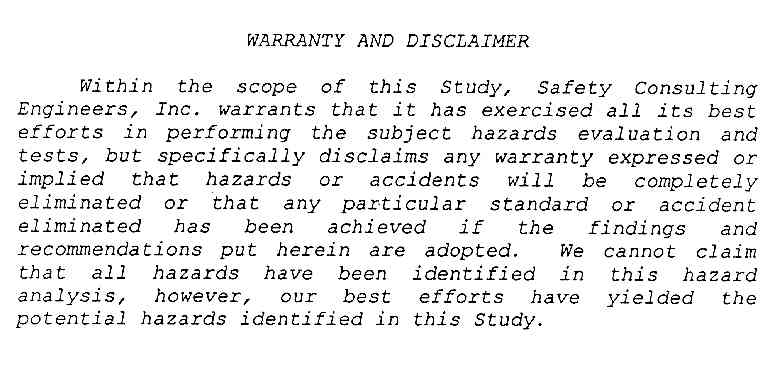 WARRANTY AND DISCLAIMER
Within the scope of this Study, Safety Consulting
Engineers, Inc. warrants that it has exercised all its best
efforts in performing the subject hazards evaluation and
tests, but specifically disclaims any warranty expressed or
implied that hazards or accidents will be completely
eliminated or that any particular standard or accident
eliminated has been achieved if the findings and
recommendations put herein are adopted. We cannot claim
that all hazards have been identified in this hazard
analysis, however, our best efforts have yielded the
potential hazards identified in this Study.